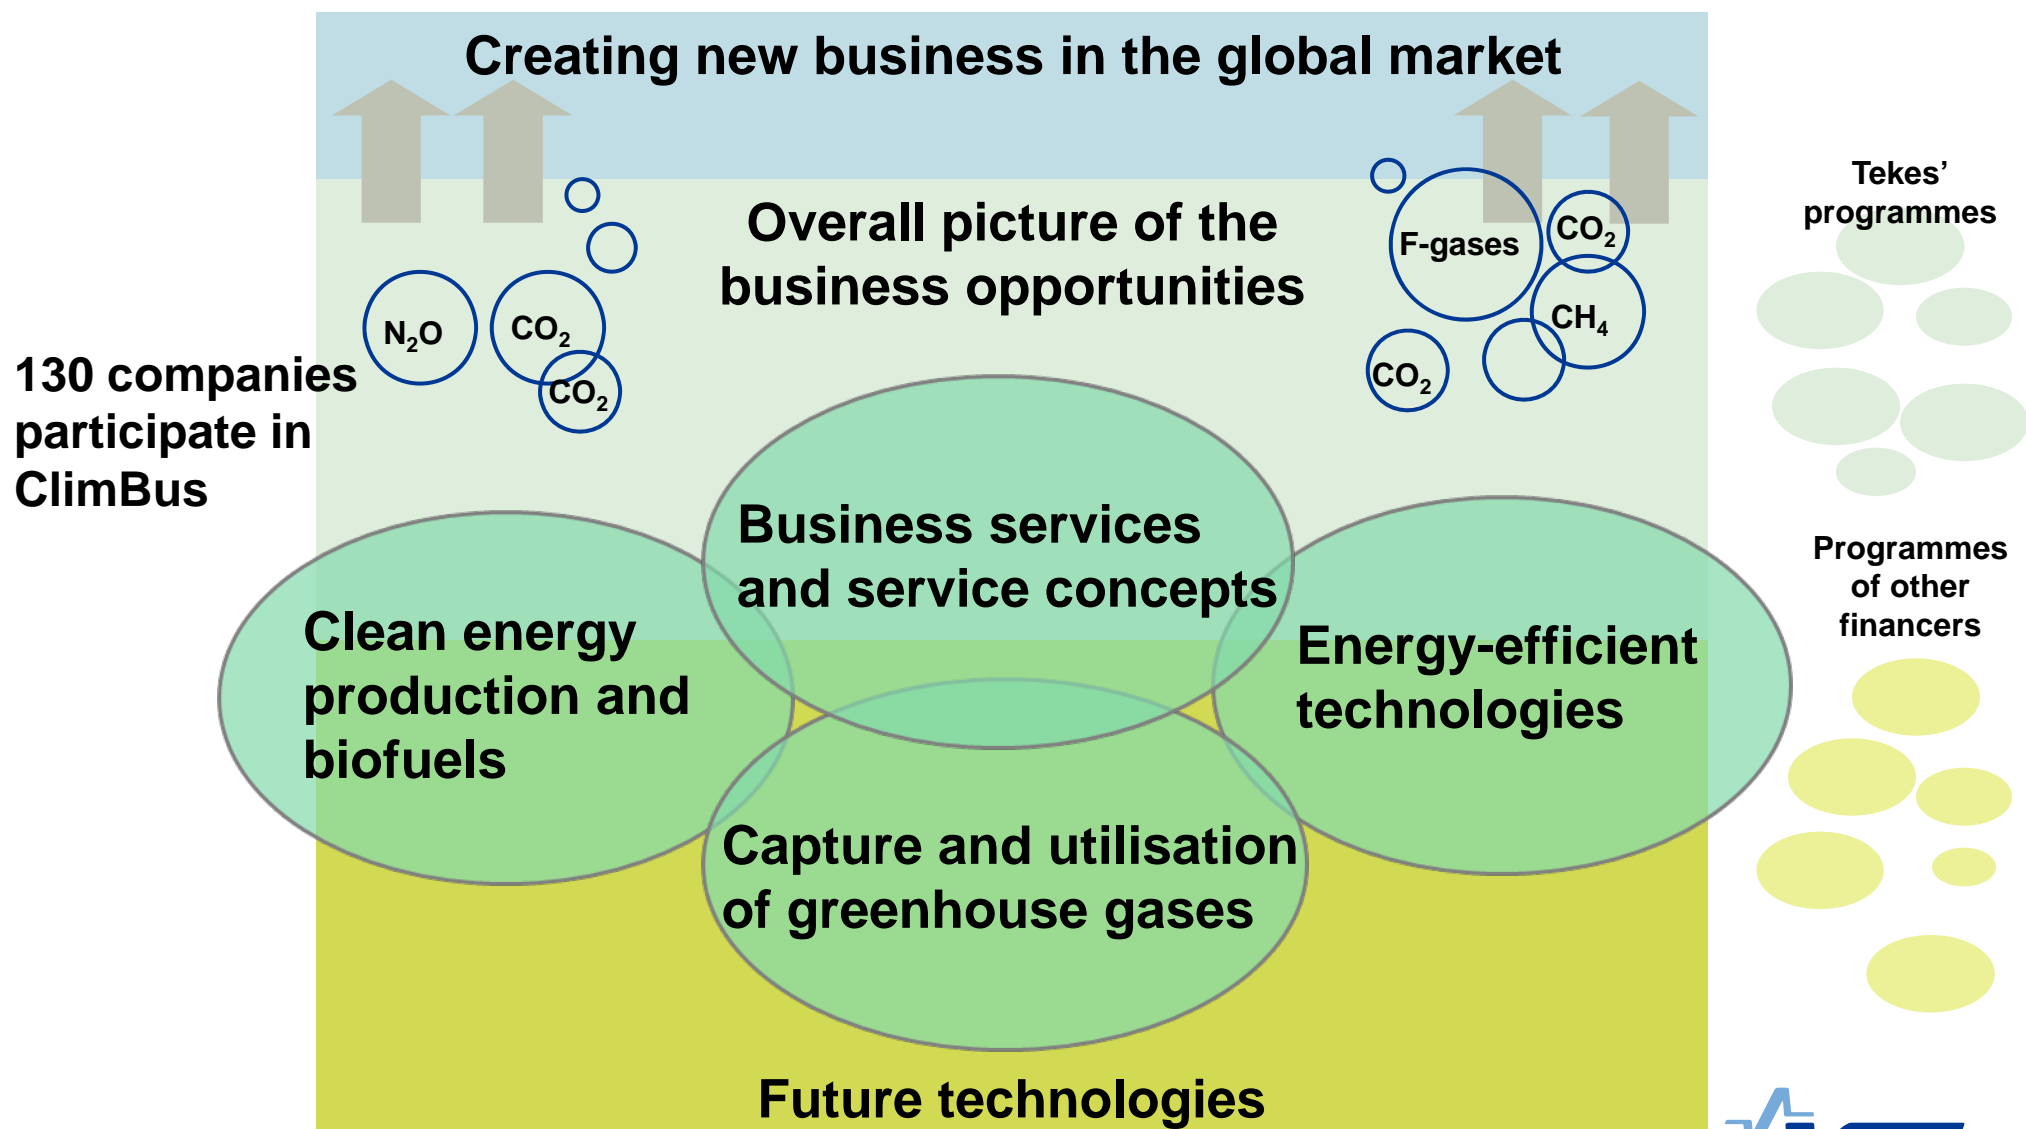 Creating new business in the global market
Tekes’
programmes
Overall picture of the
business opportunities
N₂O
CO₂
CO₂
F-gases
CO₂
CH₄
CO₂
130 companies
participate in
ClimBus
Business services
and service concepts
Clean energy
production and
biofuels
Energy-efficient
technologies
Programmes
of other
financers
Capture and utilisation
of greenhouse gases
Future technologies